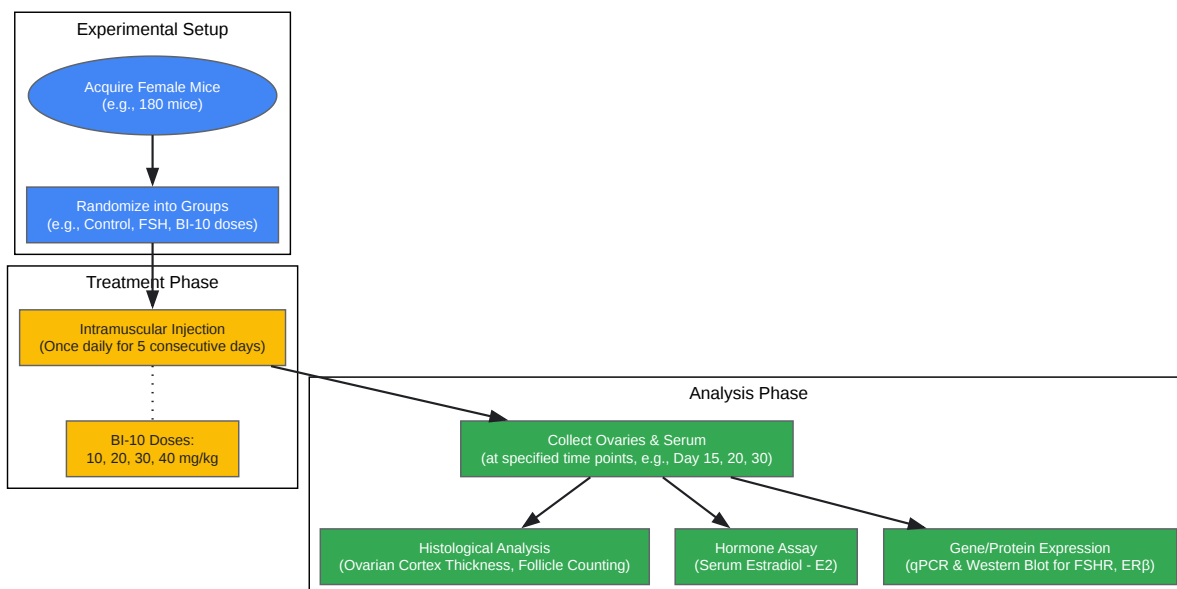 Experimental Setup
Acquire Female Mice
(e.g., 180 mice)
Randomize into Groups
(e.g., Control, FSH, BI-10 doses)
Treatment Phase
Intramuscular Injection
(Once daily for 5 consecutive days)
BI-10 Doses:
10, 20, 30, 40 mg/kg
Analysis Phase
Collect Ovaries & Serum
(at specified time points, e.g., Day 15, 20, 30)
Histological Analysis
(Ovarian Cortex Thickness, Follicle Counting)
Hormone Assay
(Serum Estradiol - E2)
Gene/Protein Expression
(qPCR & Western Blot for FSHR, ERβ)